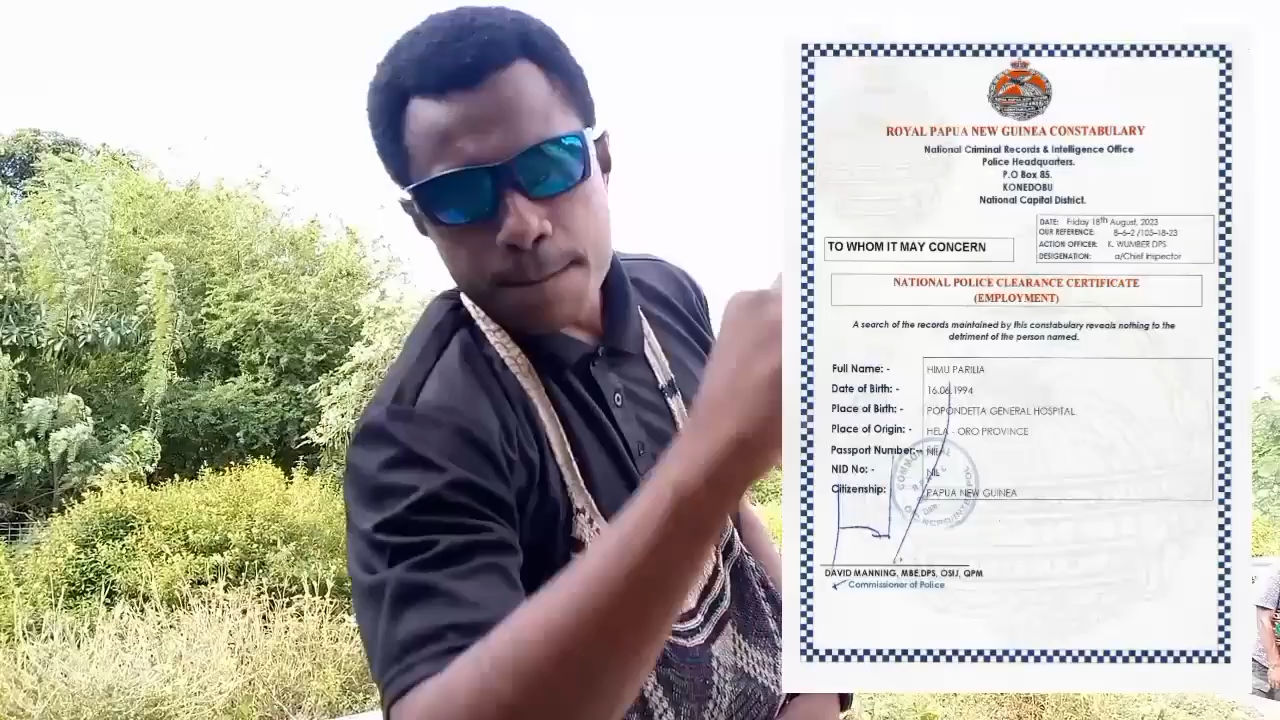 ROYAL PAPUA NEW GUINEA CONSTABULARY
National Criminal Records & Intelligence Office
Police Headquarters.
P.O Box 85.
KONEDOBU
National Capital District.
DATE: Friday 18th August, 2023
OUR REFERENCE: 8-6-2 /105-18-23
ACTION OFFICER: K. WUMBER DPS
DESIGNATION: a/Chief Inspector
TO WHOM IT MAY CONCERN
NATIONAL POLICE CLEARANCE CERTIFICATE
(EMPLOYMENT)
A search of the records maintained by this constabulary reveals nothing to the
detriment of the person named.
Full Name: - HIMU PARILIA
Date of Birth: - 16.06.1994
Place of Birth: - POPONDETTA GENERAL HOSPITAL
Place of Origin: - HELA - ORO PROVINCE
Passport Number:- NIL
NID No: - NIL
Citizenship: PAPUA NEW GUINEA
DAVID MANNING, MBE,DPS, OStJ, QPM
Commissioner of Police